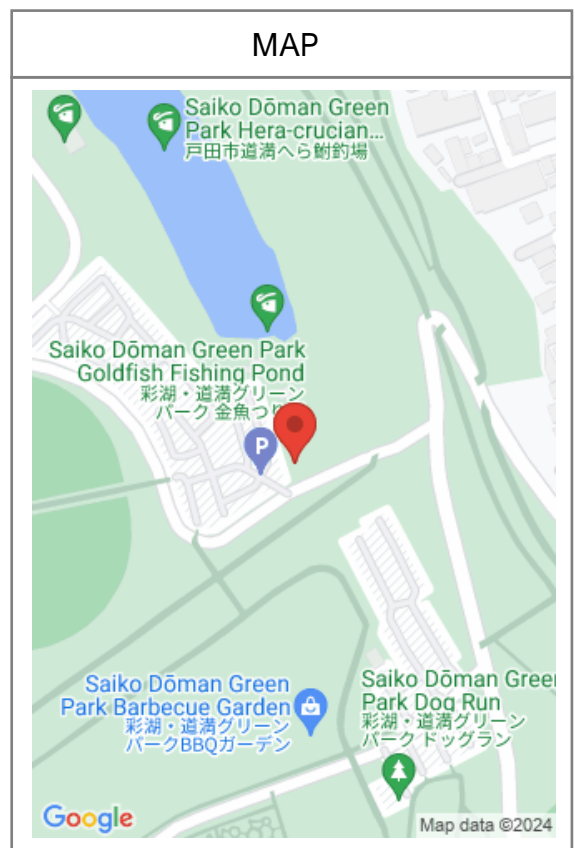 MAP
Saiko Dōman Green
Park Hera-crucian...
戸田市道満へら鮒釣場
Saiko Dōman Green Park
Goldfish Fishing Pond
彩湖・道満グリーン
パーク 金魚つり
P
Saiko Dōman Green
Park Barbecue Garden
彩湖・道満グリーン
パークBBQガーデン
Saiko Dōman Green
Park Dog Run
彩湖・道満グリーン
パーク ドッグラン
Google
Map data ©2024